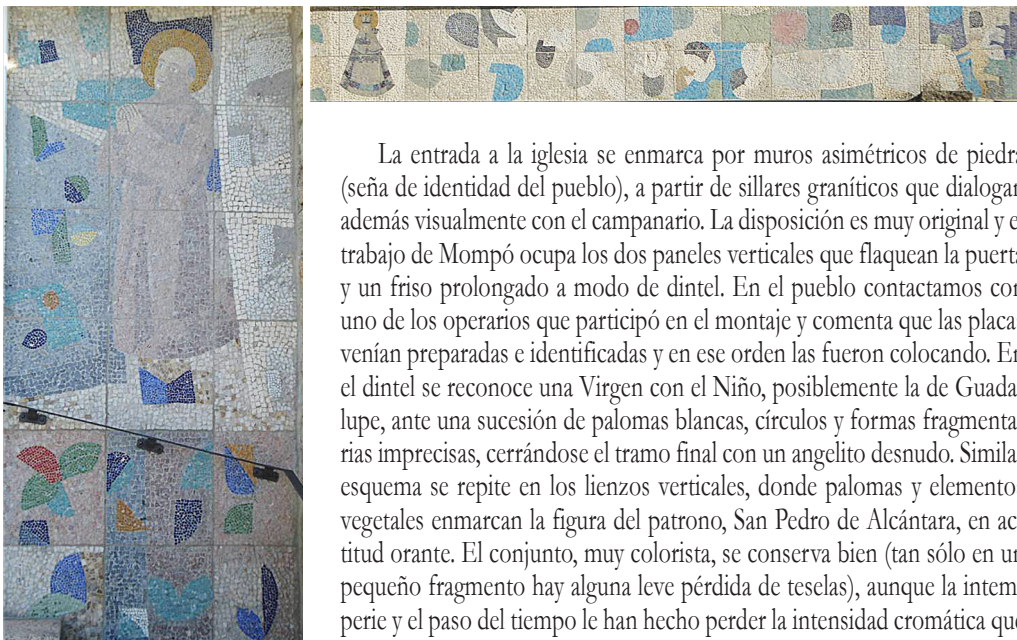 La entrada a la iglesia se enmarca por muros asimétricos de piedra
(seña de identidad del pueblo), a partir de sillares graníticos que dialogan
además visualmente con el campanario. La disposición es muy original y e
trabajo de Mompó ocupa los dos paneles verticales que flaquean la puerta
y un friso prolongado a modo de dintel. En el pueblo contactamos con
uno de los operarios que participó en el montaje y comenta que las placa
venían preparadas e identificadas y en ese orden las fueron colocando. En
el dintel se reconoce una Virgen con el Niño, posiblemente la de Guada
lupe, ante una sucesión de palomas blancas, círculos y formas fragmenta
rias imprecisas, cerrándose el tramo final con un angelito desnudo. Simila
esquema se repite en los lienzos verticales, donde palomas y elemento
vegetales enmarcan la figura del patrono, San Pedro de Alcántara, en ac
titud orante. El conjunto, muy colorista, se conserva bien (tan sólo en un
pequeño fragmento hay alguna leve pérdida de teselas), aunque la intem
perie y el paso del tiempo le han hecho perder la intensidad cromática que